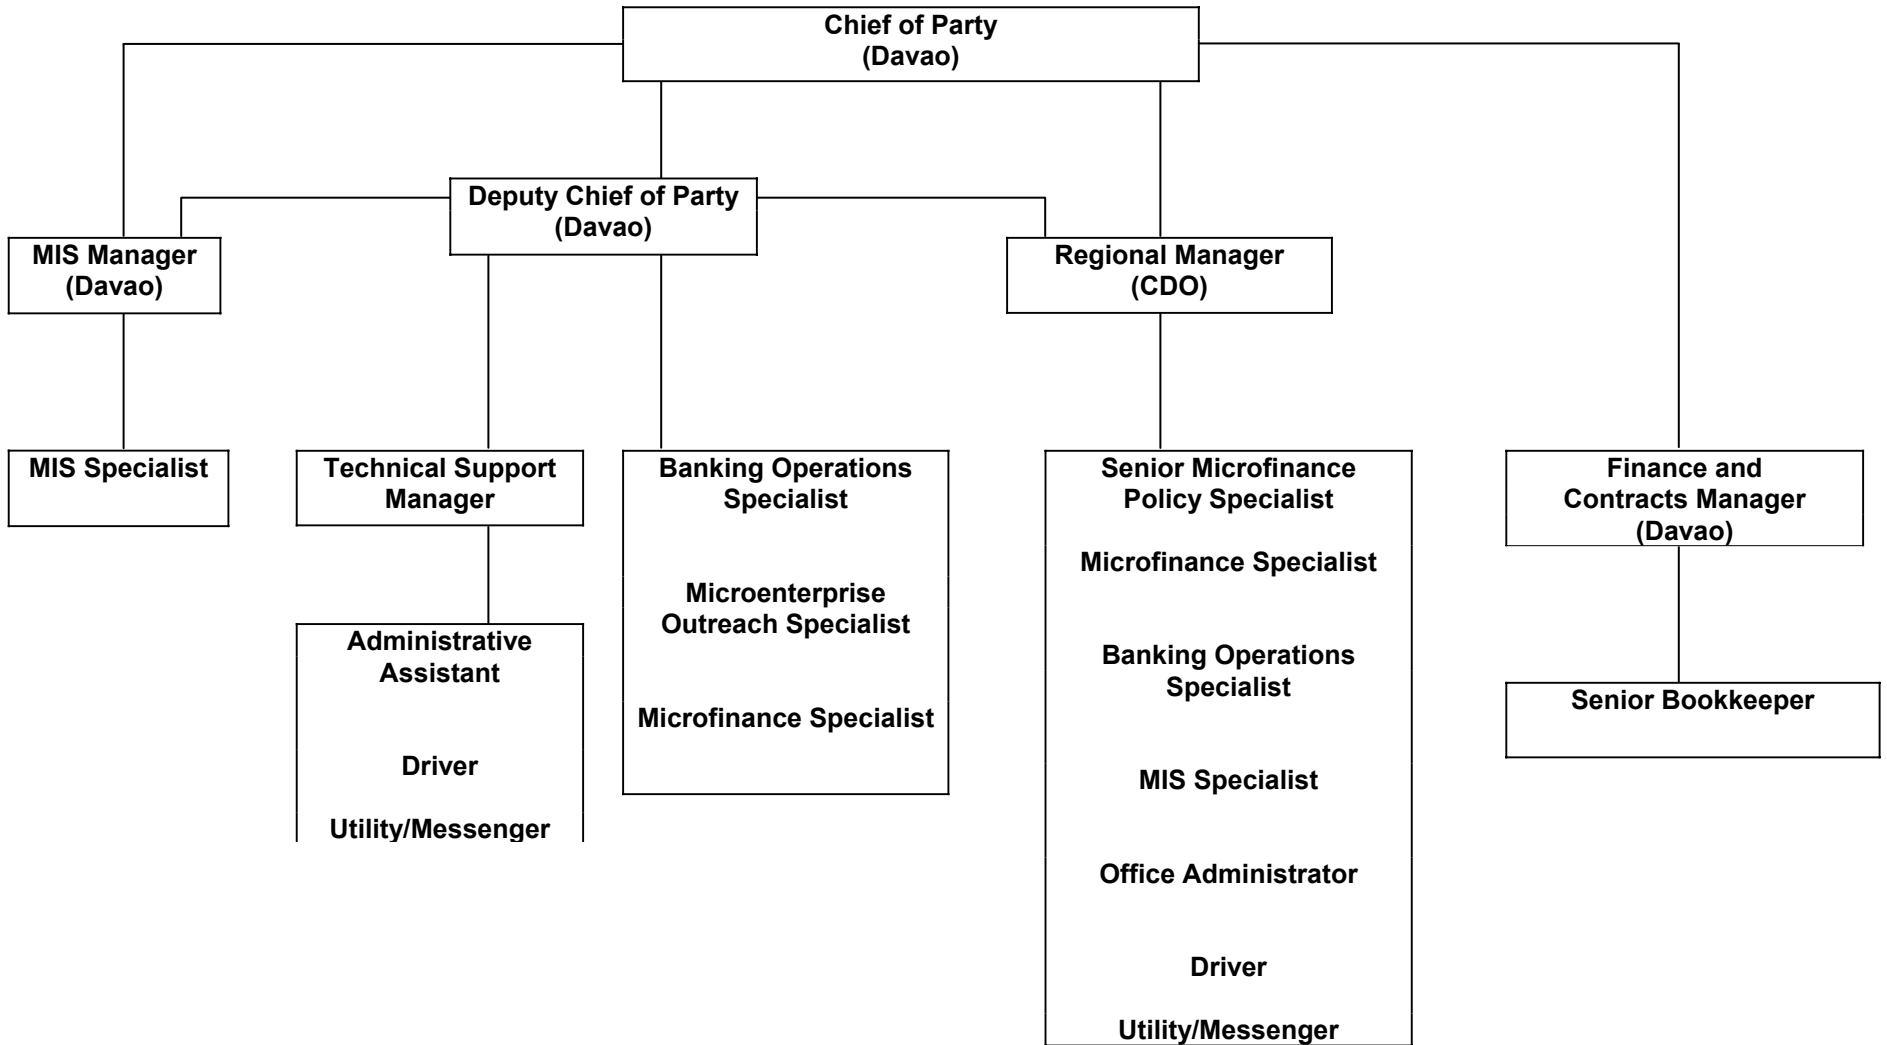 Chief of Party
(Davao)
Deputy Chief of Party
(Davao)
MIS Manager
(Davao)
Regional Manager
(CDO)
MIS Specialist
Technical Support
Manager
Banking Operations
Specialist
Microenterprise
Outreach Specialist
Microfinance Specialist
Senior Microfinance
Policy Specialist
Microfinance Specialist
Banking Operations
Specialist
MIS Specialist
Office Administrator
Driver
Utility/Messenger
Finance and
Contracts Manager
(Davao)
Administrative
Assistant
Driver
Utility/Messenger
Senior Bookkeeper